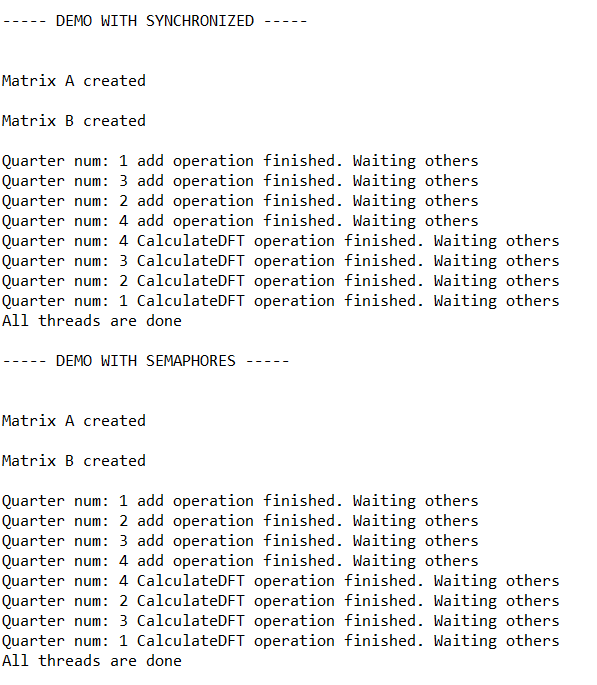 ----- DEMO WITH SYNCHRONIZED -----
Matrix A created
Matrix B created
Quarter num: 1 add operation finished. Waiting others
Quarter num: 3 add operation finished. Waiting others
Quarter num: 2 add operation finished. Waiting others
Quarter num: 4 add operation finished. Waiting others
Quarter num: 4 CalculateDFT operation finished. Waiting others
Quarter num: 3 CalculateDFT operation finished. Waiting others
Quarter num: 2 CalculateDFT operation finished. Waiting others
Quarter num: 1 CalculateDFT operation finished. Waiting others
All threads are done
----- DEMO WITH SEMAPHORES -----
Matrix A created
Matrix B created
Quarter num: 1 add operation finished. Waiting others
Quarter num: 2 add operation finished. Waiting others
Quarter num: 3 add operation finished. Waiting others
Quarter num: 4 add operation finished. Waiting others
Quarter num: 4 CalculateDFT operation finished. Waiting others
Quarter num: 2 CalculateDFT operation finished. Waiting others
Quarter num: 3 CalculateDFT operation finished. Waiting others
Quarter num: 1 CalculateDFT operation finished. Waiting others
All threads are done